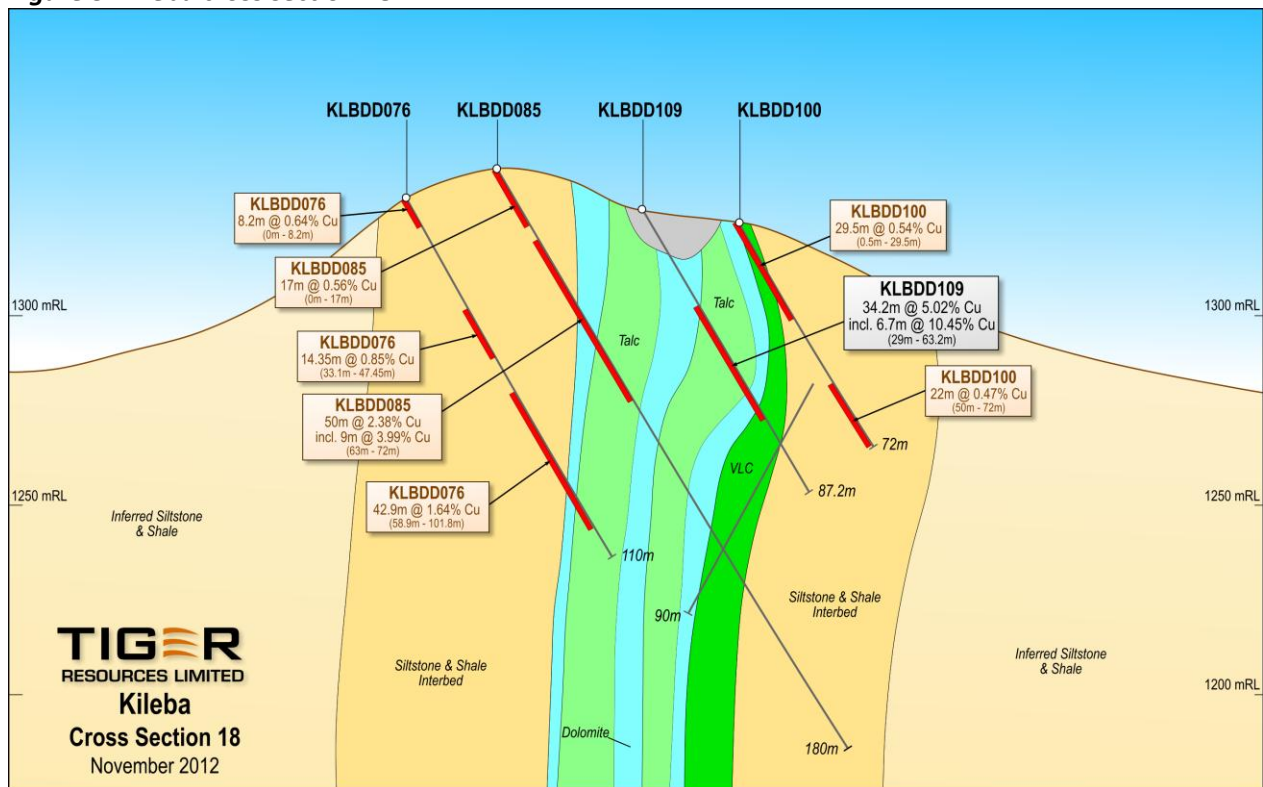 KLBDD076
KLBDD085
KLBDD109
KLBDD100
KLBDD076
8.2m @ 0.64% Cu
(0m - 8.2m)
KLBDD100
29.5m @ 0.54% Cu
(0.5m - 29.5m)
KLBDD085
17m @ 0.56% Cu
(0m - 17m)
KLBDD109
34.2m @ 5.02% Cu
incl. 6.7m @ 10.45% Cu
(29m - 63.2m)
1300 mRL
1300 mRL
Talc
Talc
KLBDD076
14.35m @ 0.85% Cu
(33.1m - 47.45m)
KLBDD100
22m @ 0.47% Cu
(50m - 72m)
KLBDD085
50m @ 2.38% Cu
incl. 9m @ 3.99% Cu
(63m - 72m)
72m
VLC
87.2m
KLBDD076
42.9m @ 1.64% Cu
(58.9m - 101.8m)
1250 mRL
1250 mRL
Inferred Siltstone
& Shale
110m
90m
Siltstone & Shale
Interbed
TIGER
RESOURCES LIMITED
Kileba
Cross Section 18
November 2012
Siltstone & Shale
Interbed
Inferred Siltstone
& Shale
1200 mRL
Dolomite
180m